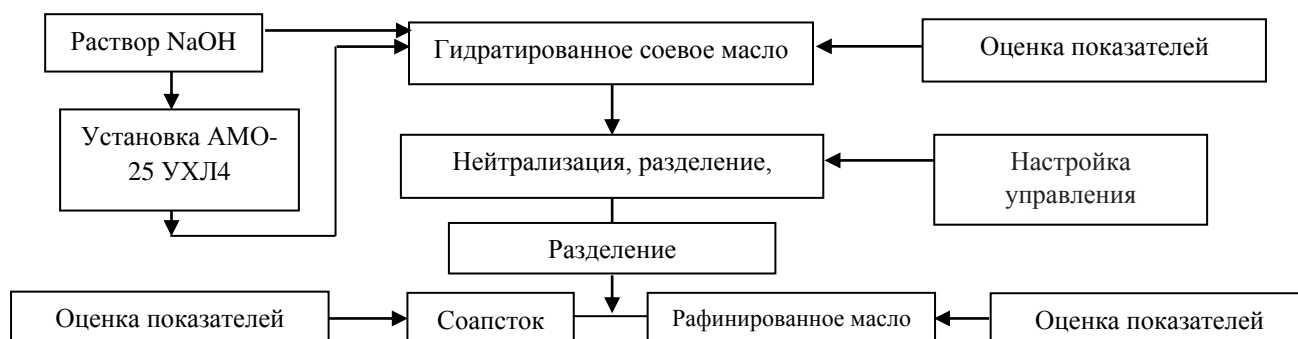 Раствор NaOH
Гидратированное соевое масло
Оценка показателей
Установка АМО-
25 УХЛ4
Нейтрализация, разделение,
Настройка
управления
Разделение
Оценка показателей
Соапсток
Рафинированное масло
Оценка показателей